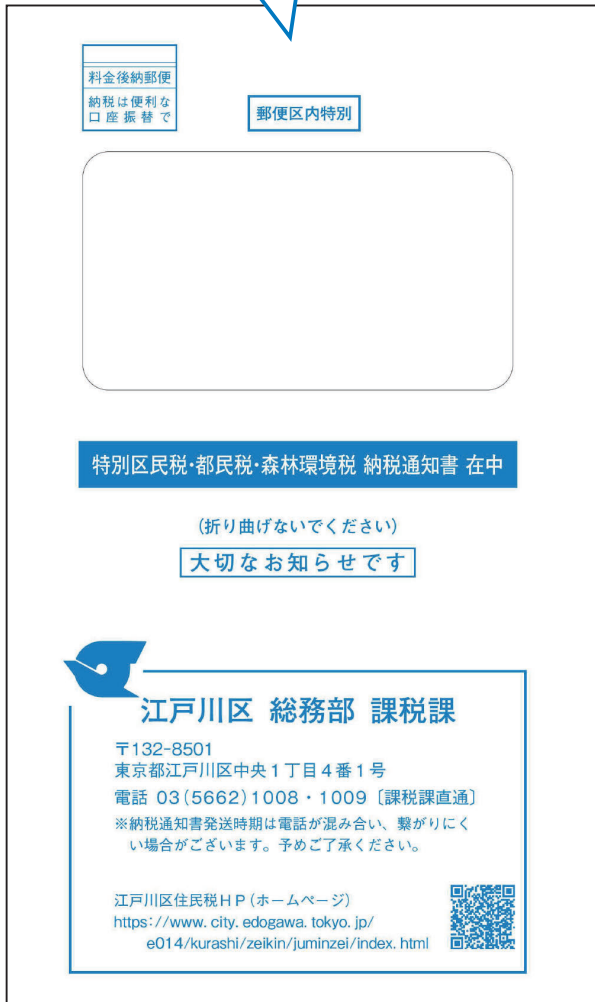 料金後納郵便
納税は便利な
口座振替で
郵便区内特別
特別区民税・都民税・森林環境税 納税通知書 在中
(折り曲げないでください)
大切なお知らせです
江戸川区 総務部 課税課
〒132-8501
東京都江戸川区中央1丁目4番1号
電話 03(5662)1008・1009〔課税課直通〕
※納税通知書発送時期は電話が混み合い、繋がりにく
い場合がございます。予めご了承ください。
江戸川区住民税HP(ホームページ)
https://www.city.edogawa.tokyo.jp/
e014/kurashi/zeikin/juminzei/index.html